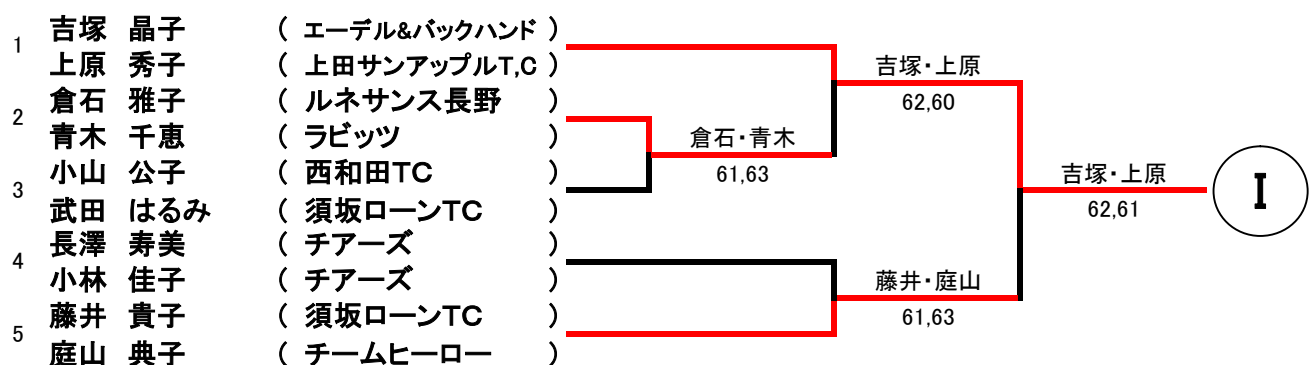 1
吉塚 晶子 ( エーデル&バックハンド )
上原 秀子 ( 上田サンアップルT,C )
2
倉石 雅子 ( ルネサンス長野 )
青木 千恵 ( ラビッツ )
3
小山 公子 ( 西和田TC )
武田 はるみ ( 須坂ローンTC )
4
長澤 寿美 ( チアーズ )
小林 佳子 ( チアーズ )
5
藤井 貴子 ( 須坂ローンTC )
庭山 典子 ( チームヒーロー )
倉石・青木
61,63
吉塚・上原
62,60
藤井・庭山
61,63
吉塚・上原
62,61
I